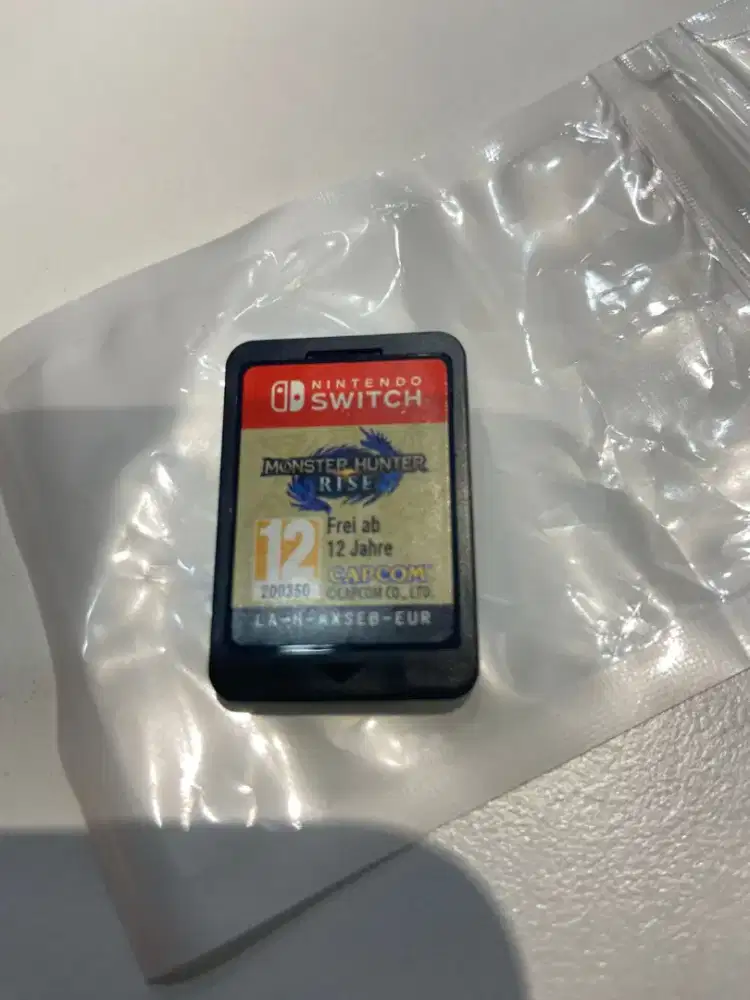 NINTENDO
SWITCH
MONSTER HUNTER
RISE
12
Frei ab
12 Jahre
200350
CAPCOM
©CAPCOM CO., LTD.
LA-H-AXSEB-EUR